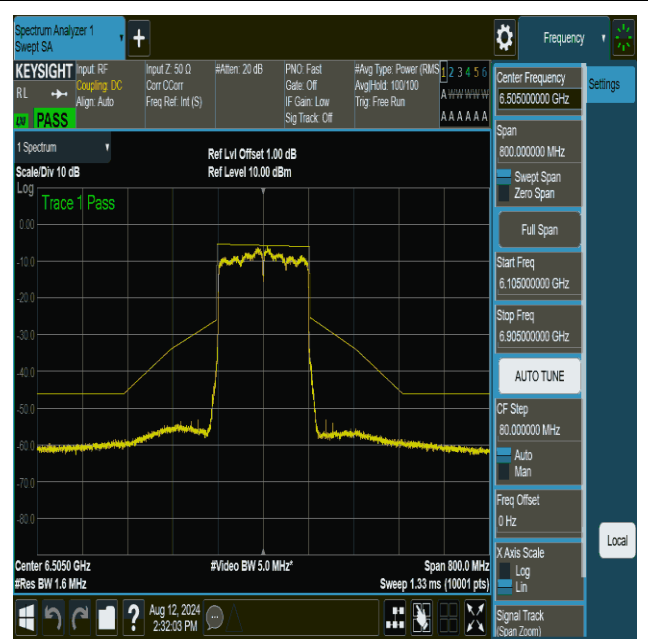 Spectrum Analyzer 1
Swept SA
Frequency
KEYSIGHT
RL
LXI
PASS
Input: RF
Coupling: DC
Align: Auto
Input Z: 50 Ω
Corr CCorr
Freq Ref: Int (S)
#Atten: 20 dB
PNO: Fast
Gate: Off
IF Gain: Low
Sig Track: Off
#Avg Type: Power (RMS
Avg|Hold: 100/100
Trig: Free Run
1 2 3 4 5 6
A W W W W W
A A A A A A
Center Frequency
6.505000000 GHz
Settings
Span
800.000000 MHz
Swept Span
Zero Span
Full Span
Start Freq
6.105000000 GHz
Stop Freq
6.905000000 GHz
AUTO TUNE
CF Step
80.000000 MHz
Auto
Man
Freq Offset
0 Hz
X Axis Scale
Log
Lin
Local
Signal Track
(Span Zoom)
1 Spectrum
Scale/Div 10 dB
Ref Lvl Offset 1.00 dB
Ref Level 10.00 dBm
Log
Trace 1 Pass
0.00
-10.0
-20.0
-30.0
-40.0
-50.0
-60.0
-70.0
-80.0
Center 6.5050 GHz
#Video BW 5.0 MHz*
Span 800.0 MHz
#Res BW 1.6 MHz
Sweep 1.33 ms (10001 pts)
?
Aug 12, 2024
2:32:03 PM